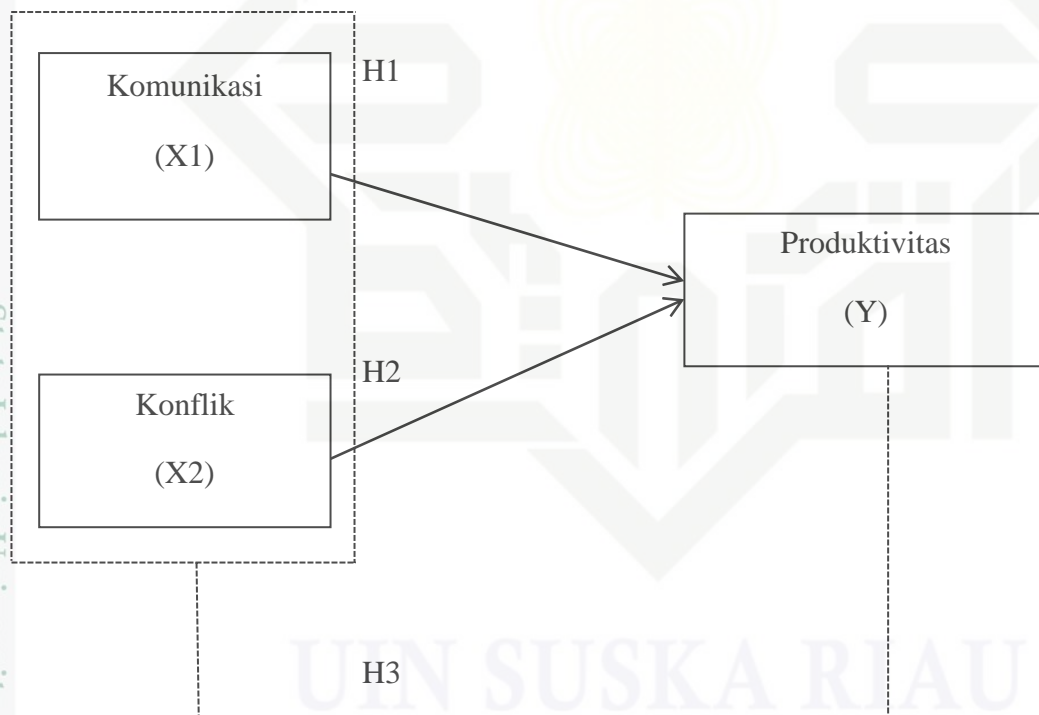 Komunikasi
(X1)
H1
Produktivitas
(Y)
H2
Konflik
(X2)
H3
UIN SUSKA RIAU